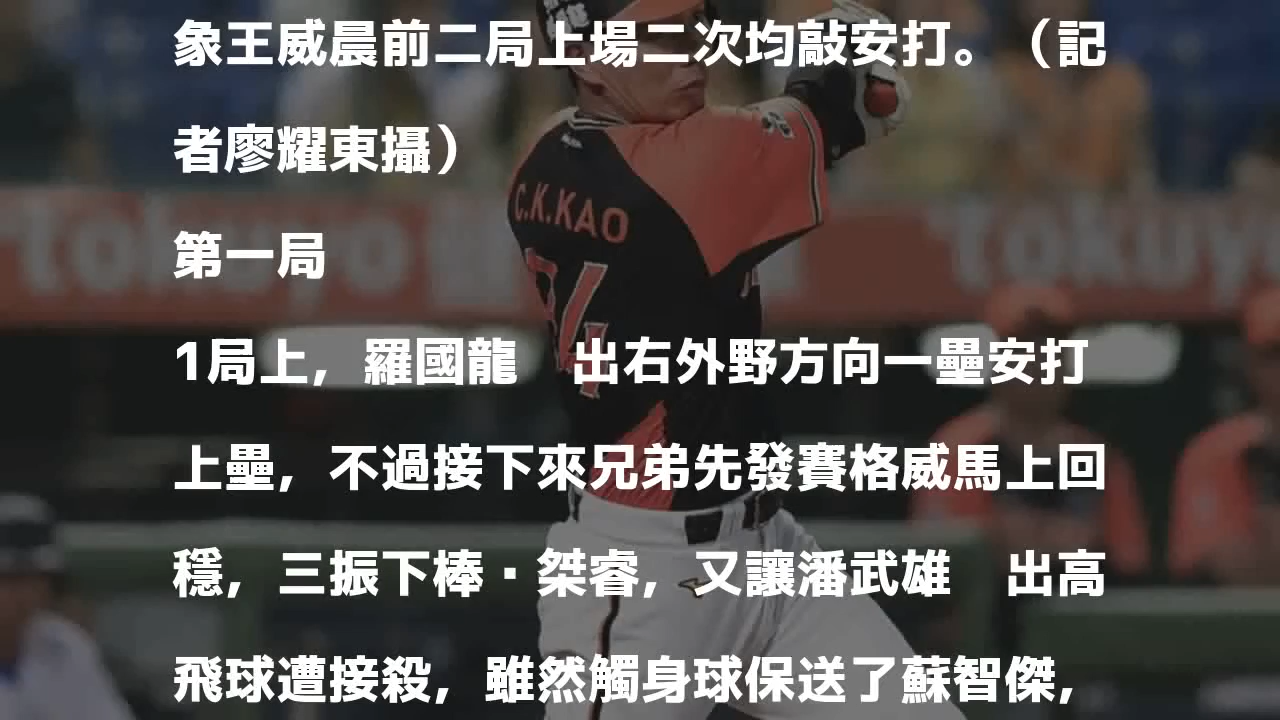 象王威晨前二局上場二次均敲安打。（記
者廖耀東攝）
第一局
1局上，羅國龍　出右外野方向一壘安打
上壘，不過接下來兄弟先發賽格威馬上回
穩，三振下棒·桀睿，又讓潘武雄　出高
飛球遭接殺，雖然觸身球保送了蘇智傑，
C.K.KAO
tokuyo
tokuyo